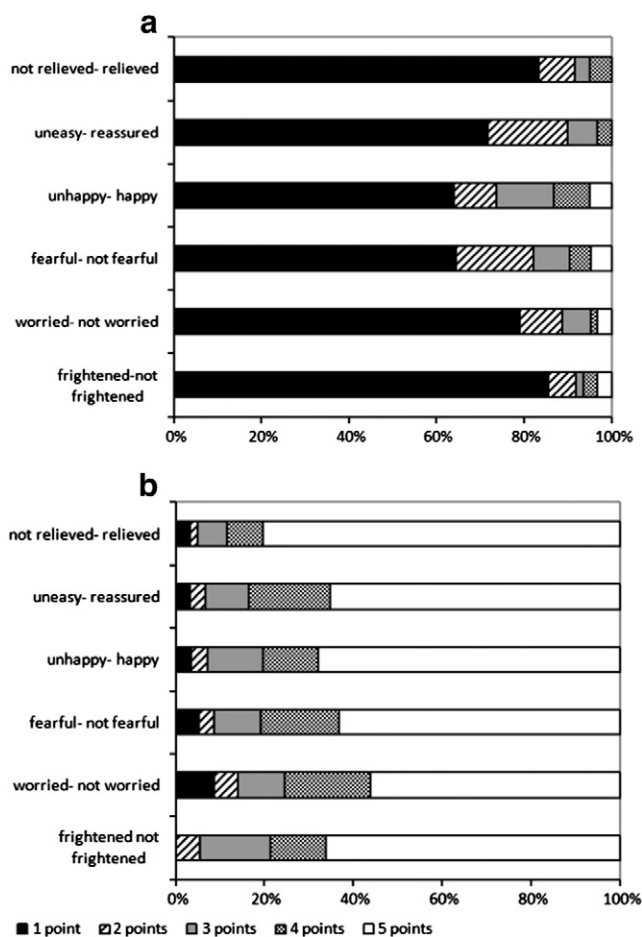 a
not relieved- relieved
uneasy- reassured
unhappy- happy
fearful- not fearful
worried- not worried
frightened-not
frightened
0% 20% 40% 60% 80% 100%
b
not relieved- relieved
uneasy- reassured
unhappy- happy
fearful- not fearful
worried- not worried
frightened not
frightened
0% 20% 40% 60% 80% 100%
1 point 2 points 3 points 4 points 5 points